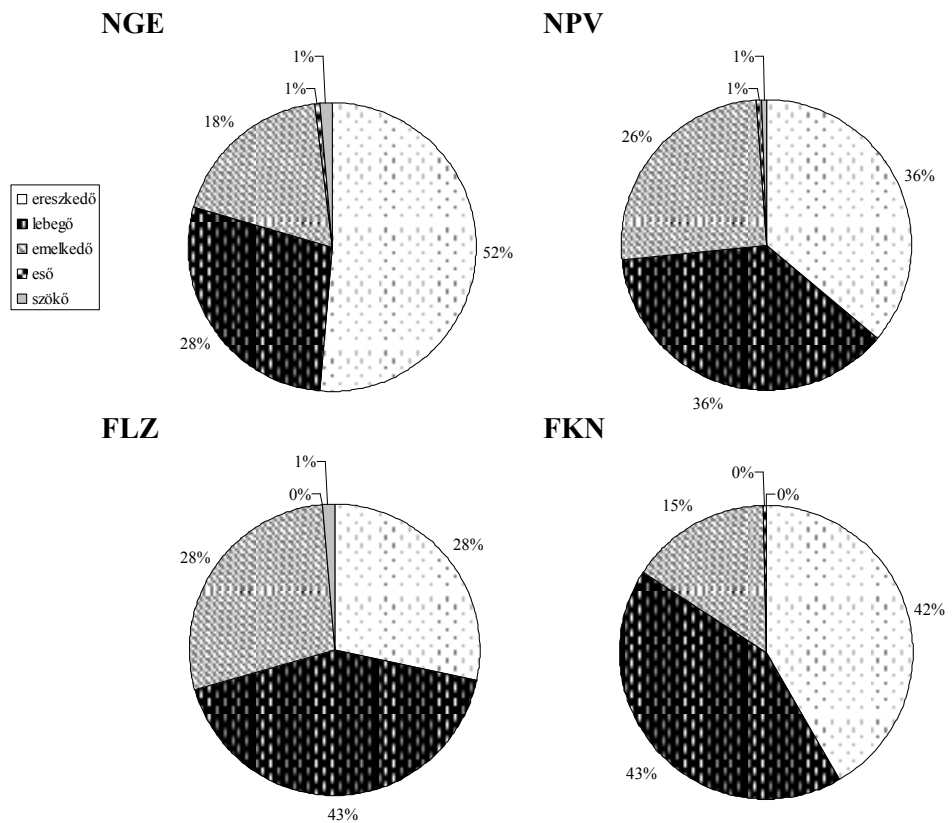 NGE
1%
1%
18%
52%
28%
NPV
1%
1%
26%
36%
36%
ereszkedő
lebegő
emelkedő
eső
szökő
FLZ
1%
0%
28%
28%
43%
FKN
0%
0%
15%
42%
43%